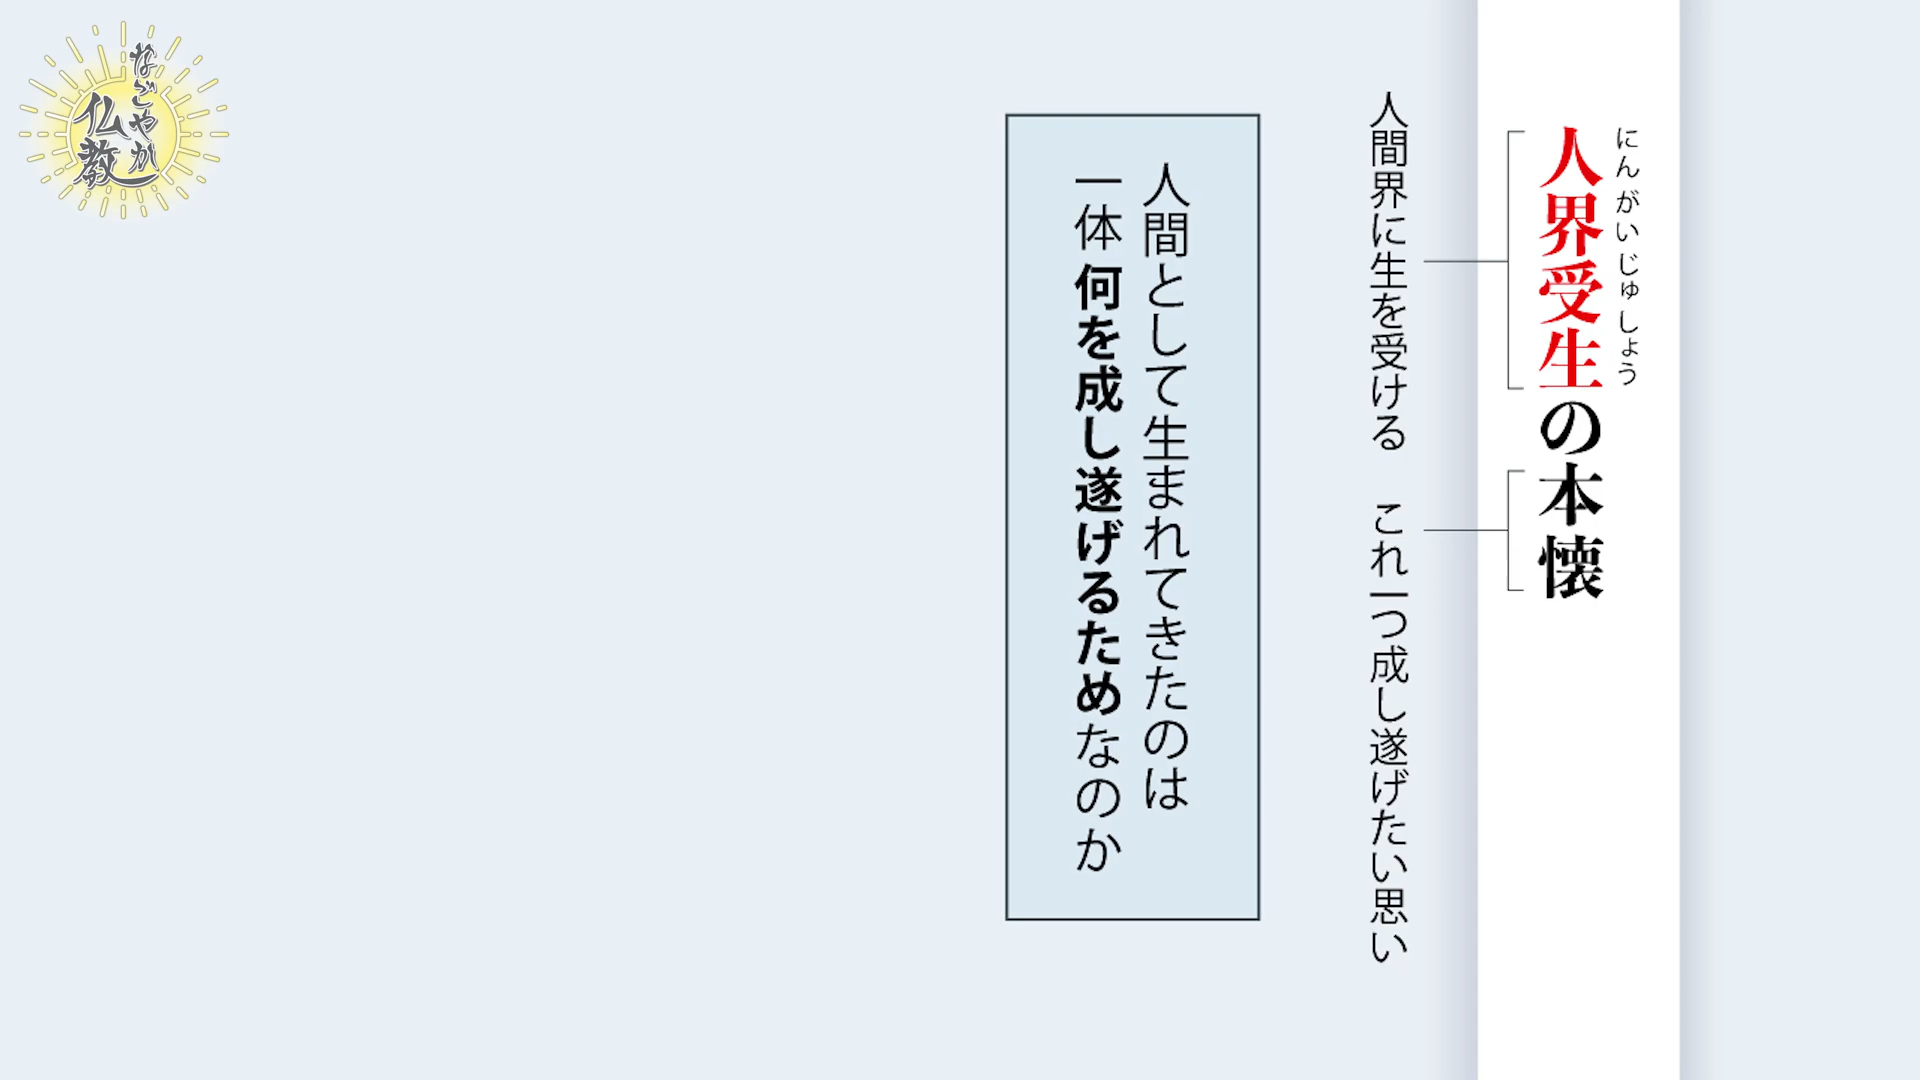 人界受生の本懐
にんがいじゅしょう
人間界に生を受ける
これ一つ成し遂げたい思い
人間として生まれてきたのは
一体 何を成し遂げるためなのか
なごやか
仏教